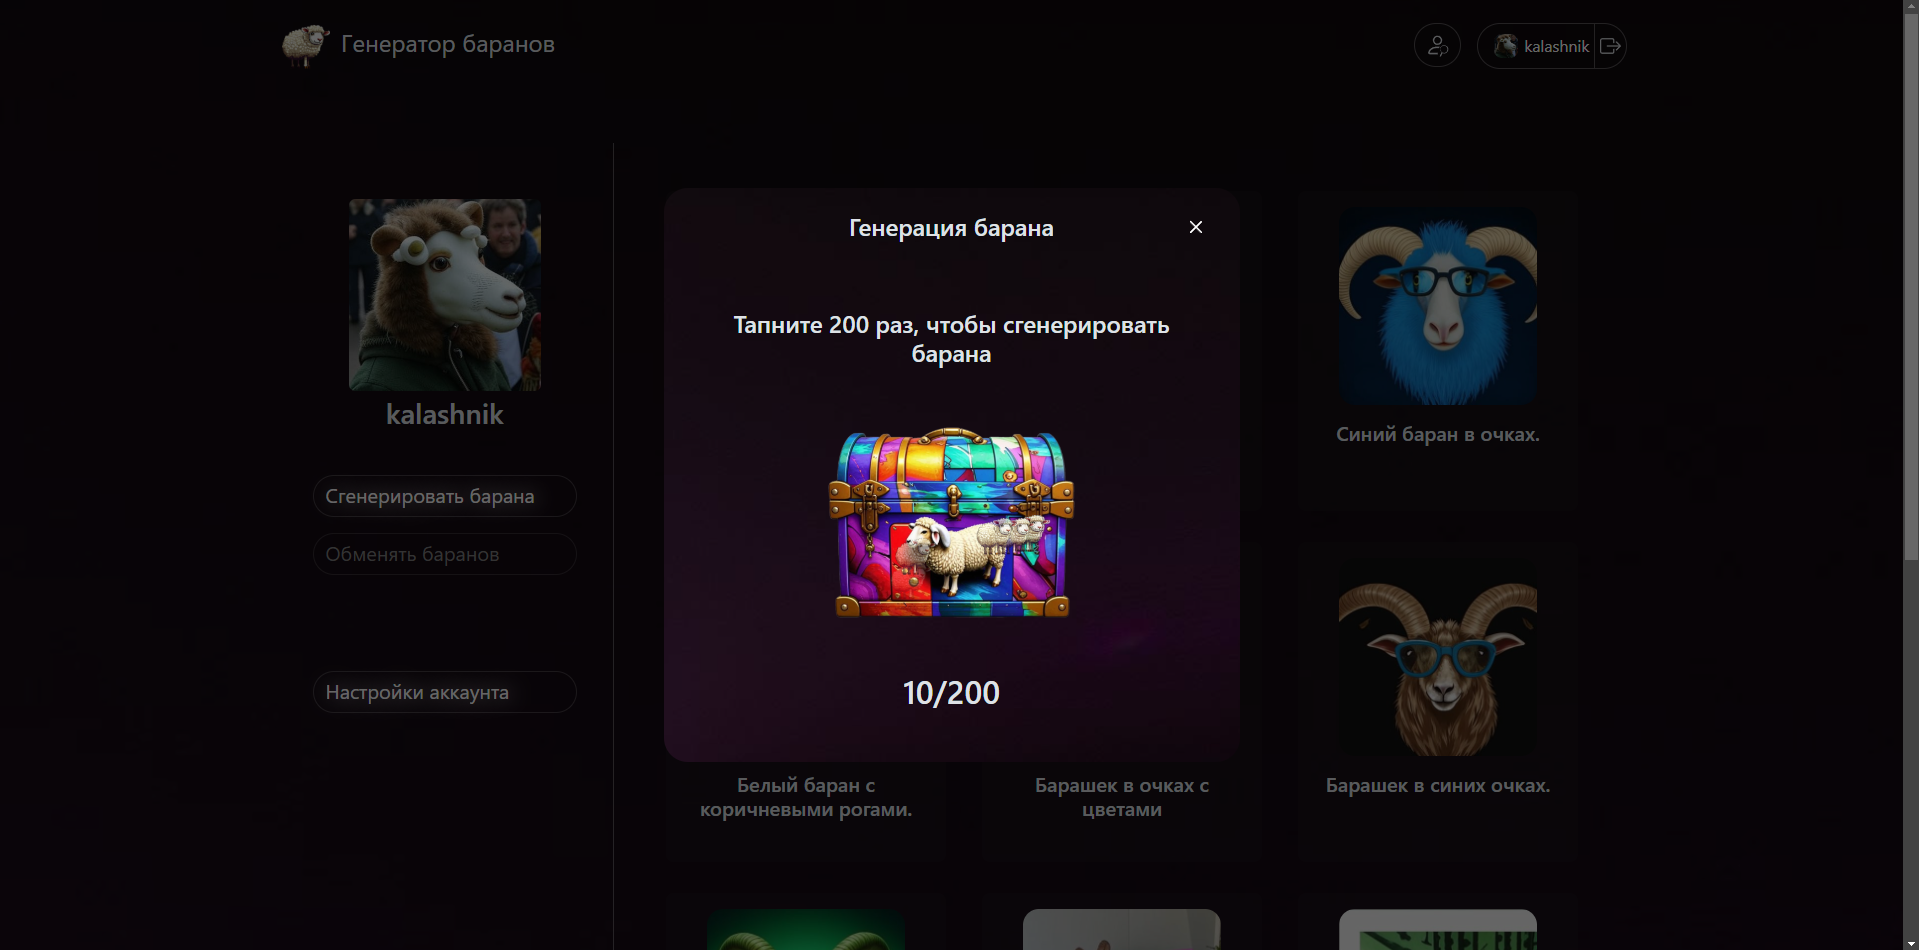 Генератор баранов
kalashnik
kalashnik
Сгенерировать барана
Обменять баранов
Настройки аккаунта
Генерация барана
Тапните 200 раз, чтобы сгенерировать
барана
10/200
Синий баран в очках.
Белый баран с
коричневыми рогами.
Барашек в очках с
цветами
Барашек в синих очках.